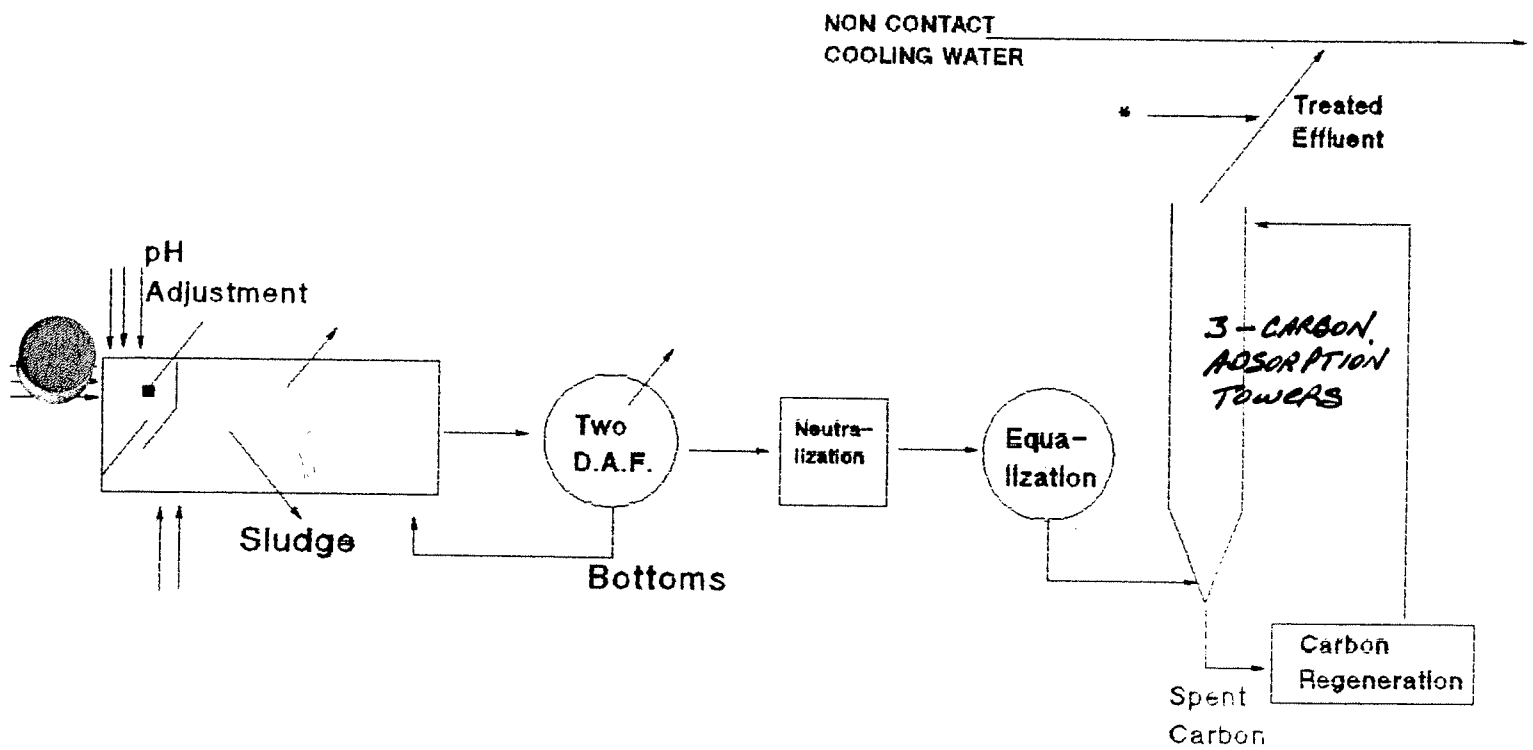 NON CONTACT
COOLING WATER
*
Treated
Effluent
pH
Adjustment
3-CARBON
ADSORPTION
TOWERS
Two
D.A.F.
Neutra-
lization
Equa-
lization
Sludge
Bottoms
Carbon
Regeneration
Spent
Carbon